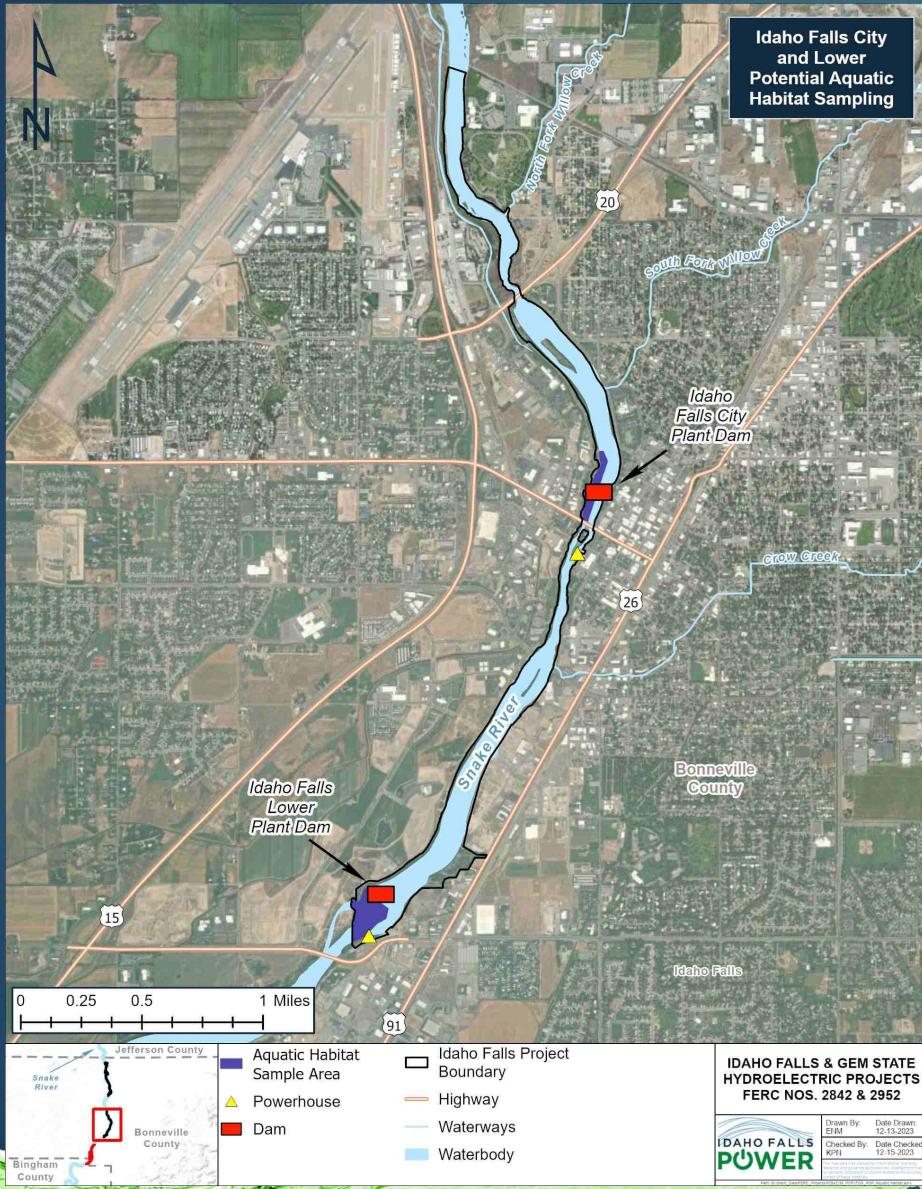 Idaho Falls City
and Lower
Potential Aquatic
Habitat Sampling
N
North Fork Willow Creek
20
South Fork Willow Creek
Idaho
Falls City
Plant Dam
Crow Creek
26
Snake River
Bonneville
County
Idaho Falls
Lower
Plant Dam
15
Idaho Falls
91
0 0.25 0.5 1 Miles
Jefferson County
Snake
River
Bonneville
County
Bingham
County
Aquatic Habitat
Sample Area
Powerhouse
Dam
Idaho Falls Project
Boundary
Highway
Waterways
Waterbody
IDAHO FALLS & GEM STATE
HYDROELECTRIC PROJECTS
FERC NOS. 2842 & 2952
IDAHO FALLS
POWER
Drawn By: Date Drawn:
ENM 12-13-2023
Checked By: Date Checked:
KPN 12-15-2023